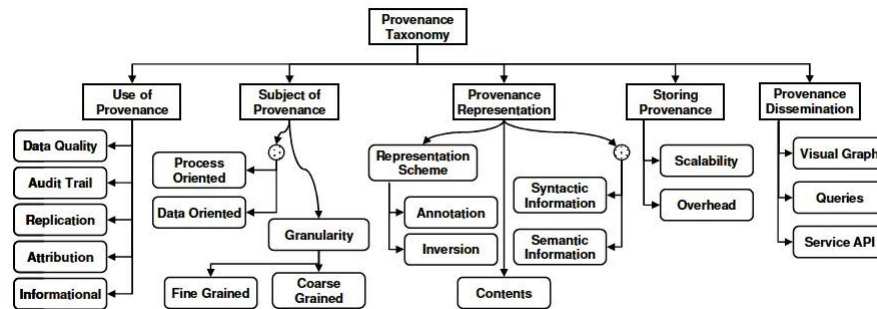 Provenance
Taxonomy
Use of
Provenance
Subject of
Provenance
Provenance
Representation
Storing
Provenance
Provenance
Dissemination
Data Quality
Audit Trail
Replication
Attribution
Informational
Process
Oriented
Data Oriented
Granularity
Fine Grained
Coarse
Grained
Representation
Scheme
Annotation
Inversion
Contents
Syntactic
Information
Semantic
Information
Scalability
Overhead
Visual Graph
Queries
Service API